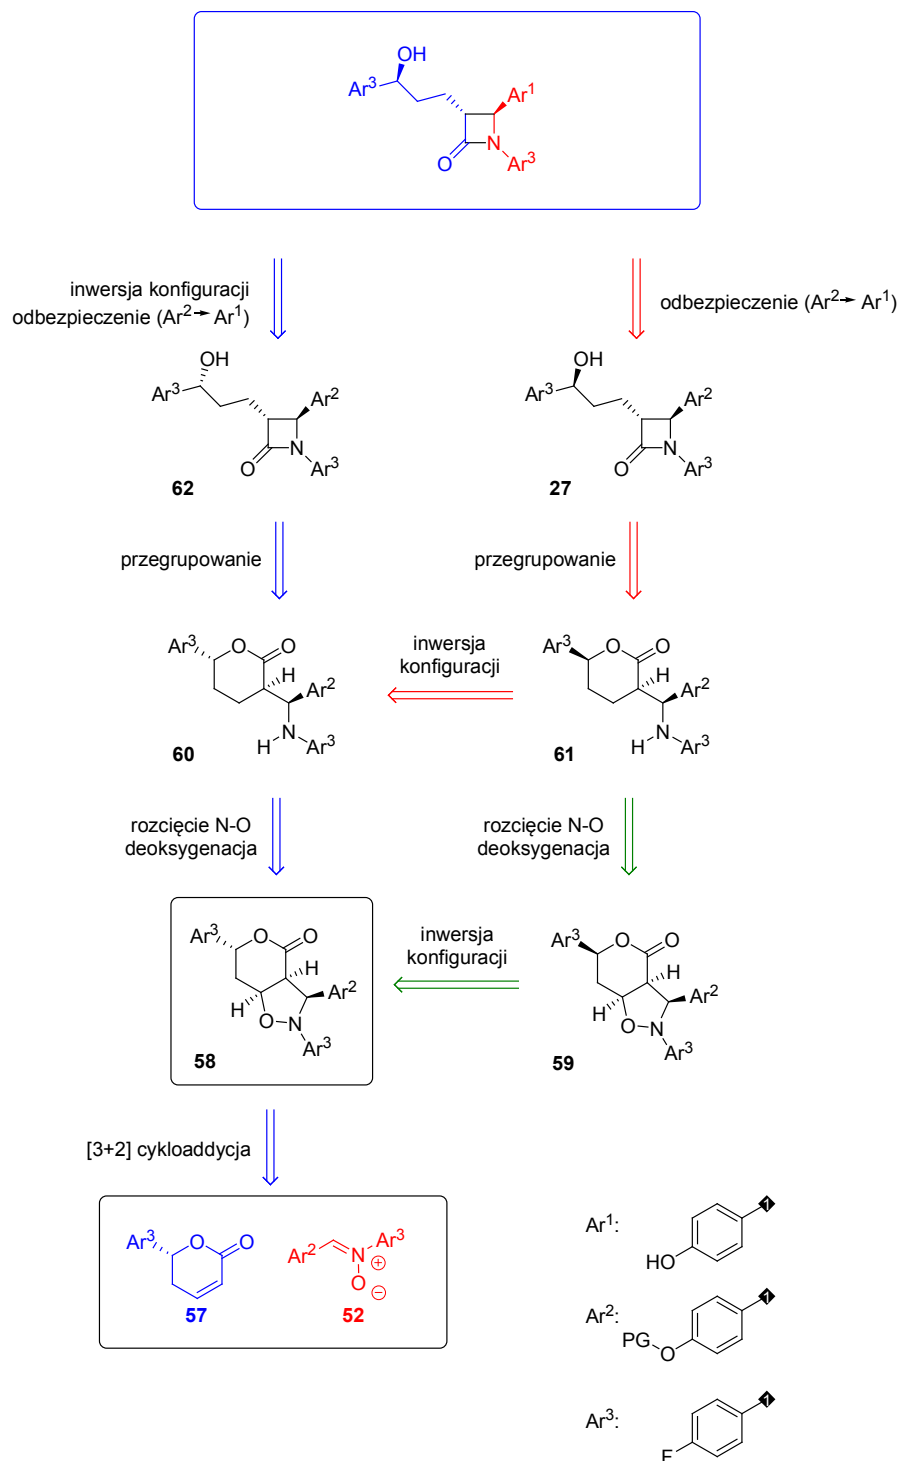 OH
Ar³
Ar¹
O
N
Ar³
inwersja konfiguracji
odbezpieczenie (Ar²→ Ar¹)
odbezpieczenie (Ar²→ Ar¹)
OH
Ar³
Ar²
O
N
Ar³
62
OH
Ar³
Ar²
O
N
Ar³
27
przegrupowanie
przegrupowanie
Ar³
O
O
H
Ar²
H
N
Ar³
60
inwersja
konfiguracji
Ar³
O
O
H
Ar²
H
N
Ar³
61
rozcięcie N-O
deoksygenacja
rozcięcie N-O
deoksygenacja
Ar³
O
O
H
Ar²
H
O
N
Ar³
58
inwersja
konfiguracji
Ar³
O
O
H
Ar²
H
O
N
Ar³
59
[3+2] cykloaddycja
Ar³
O
O
57
Ar²
N
Ar³
+
O
−
52
Ar¹:
HO
1
Ar²:
PG
O
1
Ar³:
F
1